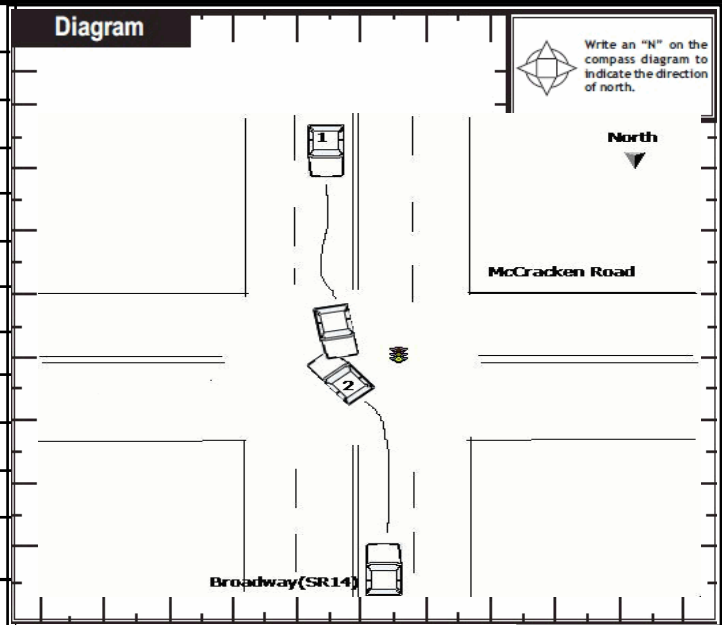 Diagram
Write an “N” on the
compass diagram to
indicate the direction
of north.
1
North
McCracken Road
2
Broadway(SR14)